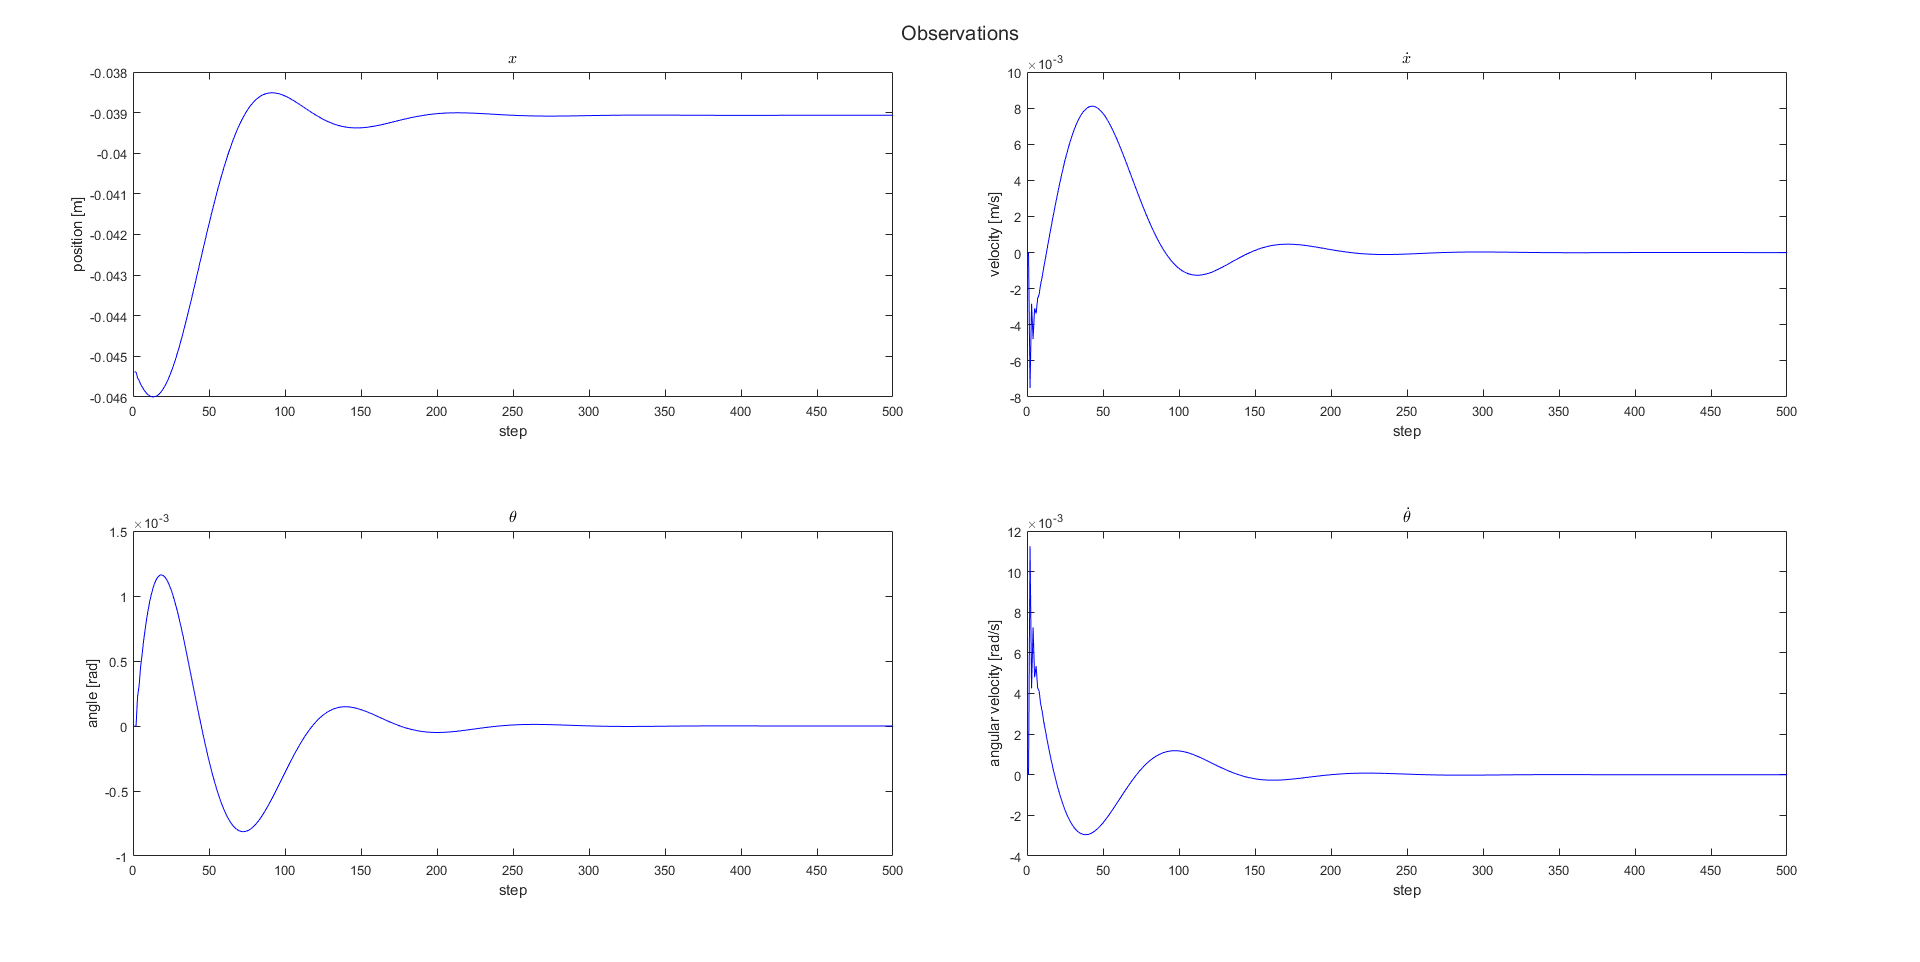 Observations
x
-0.038
-0.039
-0.04
-0.041
-0.042
-0.043
-0.044
-0.045
-0.046
position [m]
0 50 100 150 200 250 300 350 400 450 500
step
ẋ
×10⁻³
10
8
6
4
2
0
-2
-4
-6
-8
velocity [m/s]
0 50 100 150 200 250 300 350 400 450 500
step
θ
×10⁻³
1.5
1
0.5
0
-0.5
-1
angle [rad]
0 50 100 150 200 250 300 350 400 450 500
step
θ̇
×10⁻³
12
10
8
6
4
2
0
-2
-4
angular velocity [rad/s]
0 50 100 150 200 250 300 350 400 450 500
step